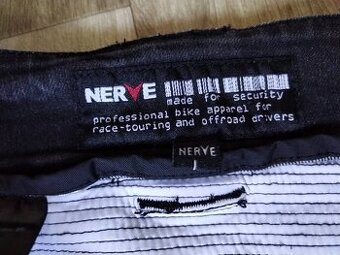 NERVE
made for security
professional bike apparel for
race-touring and offroad drivers
NERVE